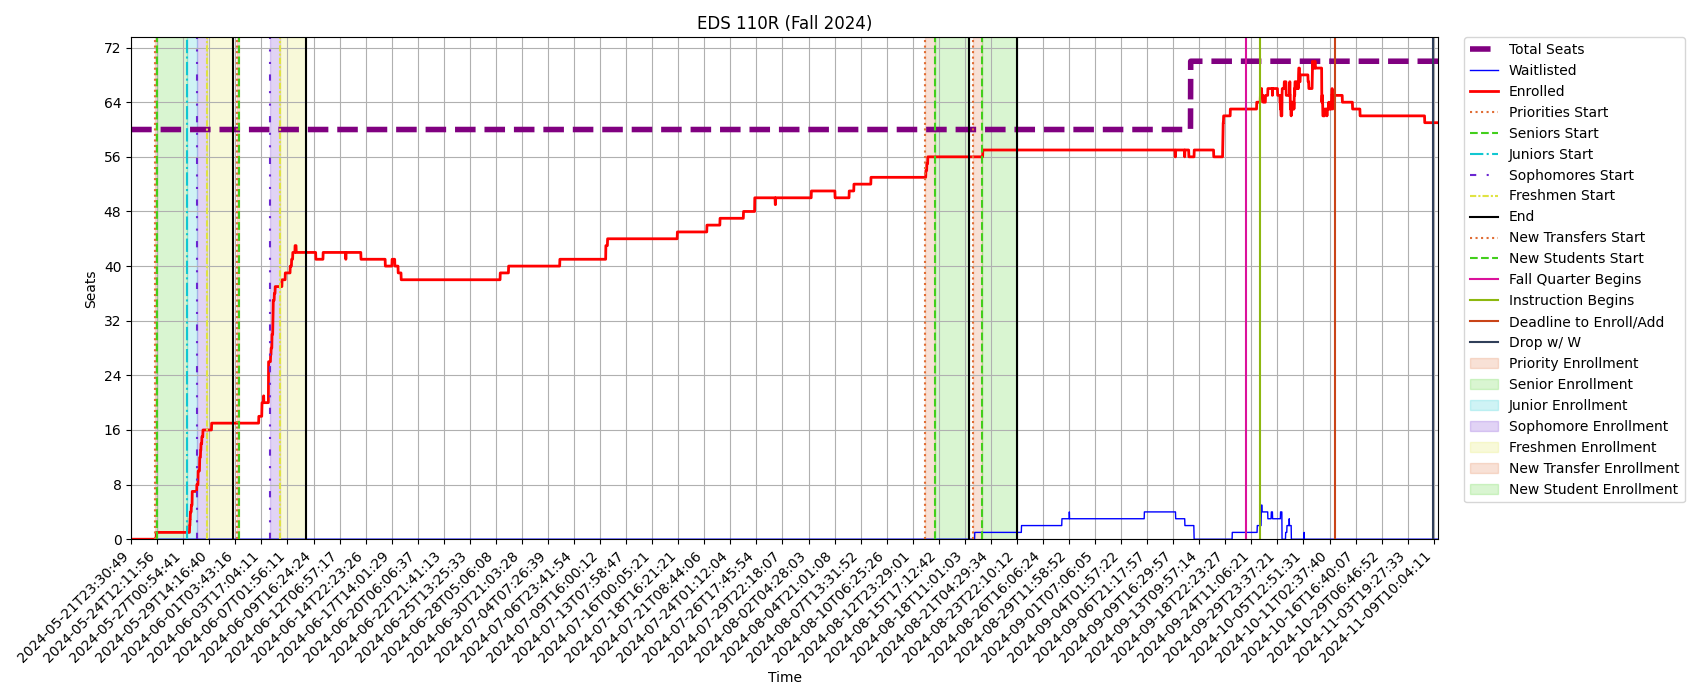 EDS 110R (Fall 2024)
Seats
72
64
56
48
40
32
24
16
8
0
2024-05-21T23:30:49
2024-05-24T12:11:56
2024-05-27T00:54:41
2024-05-29T14:16:40
2024-06-01T03:43:16
2024-06-03T17:04:11
2024-06-07T01:56:11
2024-06-09T16:24:24
2024-06-12T06:57:17
2024-06-14T22:23:26
2024-06-17T14:01:29
2024-06-20T06:06:37
2024-06-22T21:41:13
2024-06-25T13:25:33
2024-06-28T05:06:08
2024-06-30T21:03:28
2024-07-04T07:26:39
2024-07-06T23:41:54
2024-07-09T16:00:12
2024-07-13T07:58:47
2024-07-16T00:05:21
2024-07-18T16:21:21
2024-07-21T08:44:06
2024-07-24T01:12:04
2024-07-26T17:45:54
2024-07-29T22:18:07
2024-08-02T04:28:03
2024-08-04T21:01:08
2024-08-07T13:31:52
2024-08-10T06:25:26
2024-08-12T23:29:01
2024-08-15T17:12:42
2024-08-18T11:01:03
2024-08-21T04:29:34
2024-08-23T22:10:12
2024-08-26T16:06:24
2024-08-29T11:58:52
2024-09-01T07:06:05
2024-09-04T01:57:22
2024-09-06T21:17:57
2024-09-09T16:29:57
2024-09-13T09:57:14
2024-09-18T22:23:27
2024-09-24T11:06:21
2024-09-29T23:37:21
2024-10-05T12:51:31
2024-10-11T02:37:40
2024-10-16T16:40:07
2024-10-29T06:46:52
2024-11-03T19:27:33
2024-11-09T10:04:11
Time
Total Seats
Waitlisted
Enrolled
Priorities Start
Seniors Start
Juniors Start
Sophomores Start
Freshmen Start
End
New Transfers Start
New Students Start
Fall Quarter Begins
Instruction Begins
Deadline to Enroll/Add
Drop w/ W
Priority Enrollment
Senior Enrollment
Junior Enrollment
Sophomore Enrollment
Freshmen Enrollment
New Transfer Enrollment
New Student Enrollment